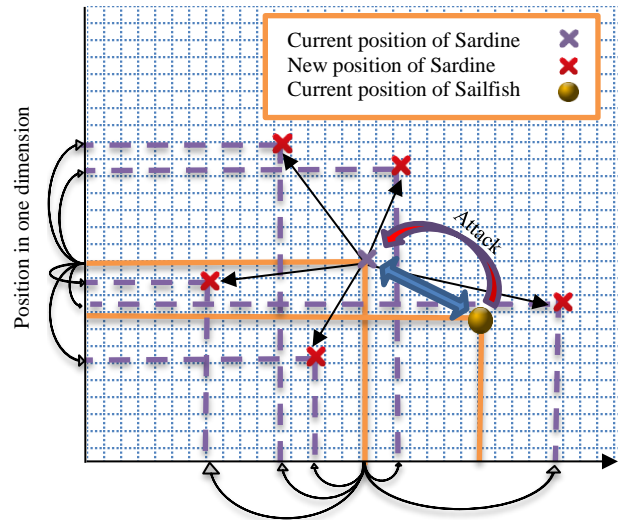 Current position of Sardine
New position of Sardine
Current position of Sailfish
Position in one dimension
Attack